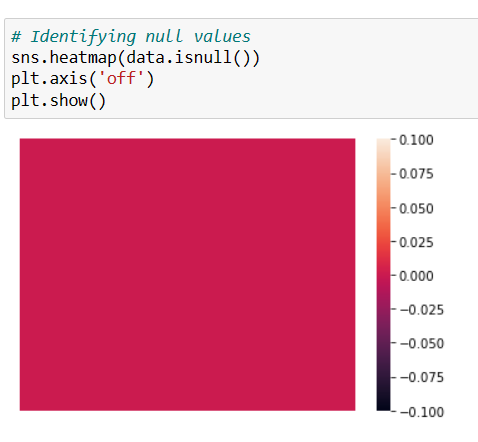 # Identifying null values
sns.heatmap(data.isnull())
plt.axis('off')
plt.show()
0.100
0.075
0.050
0.025
0.000
−0.025
−0.050
−0.075
−0.100